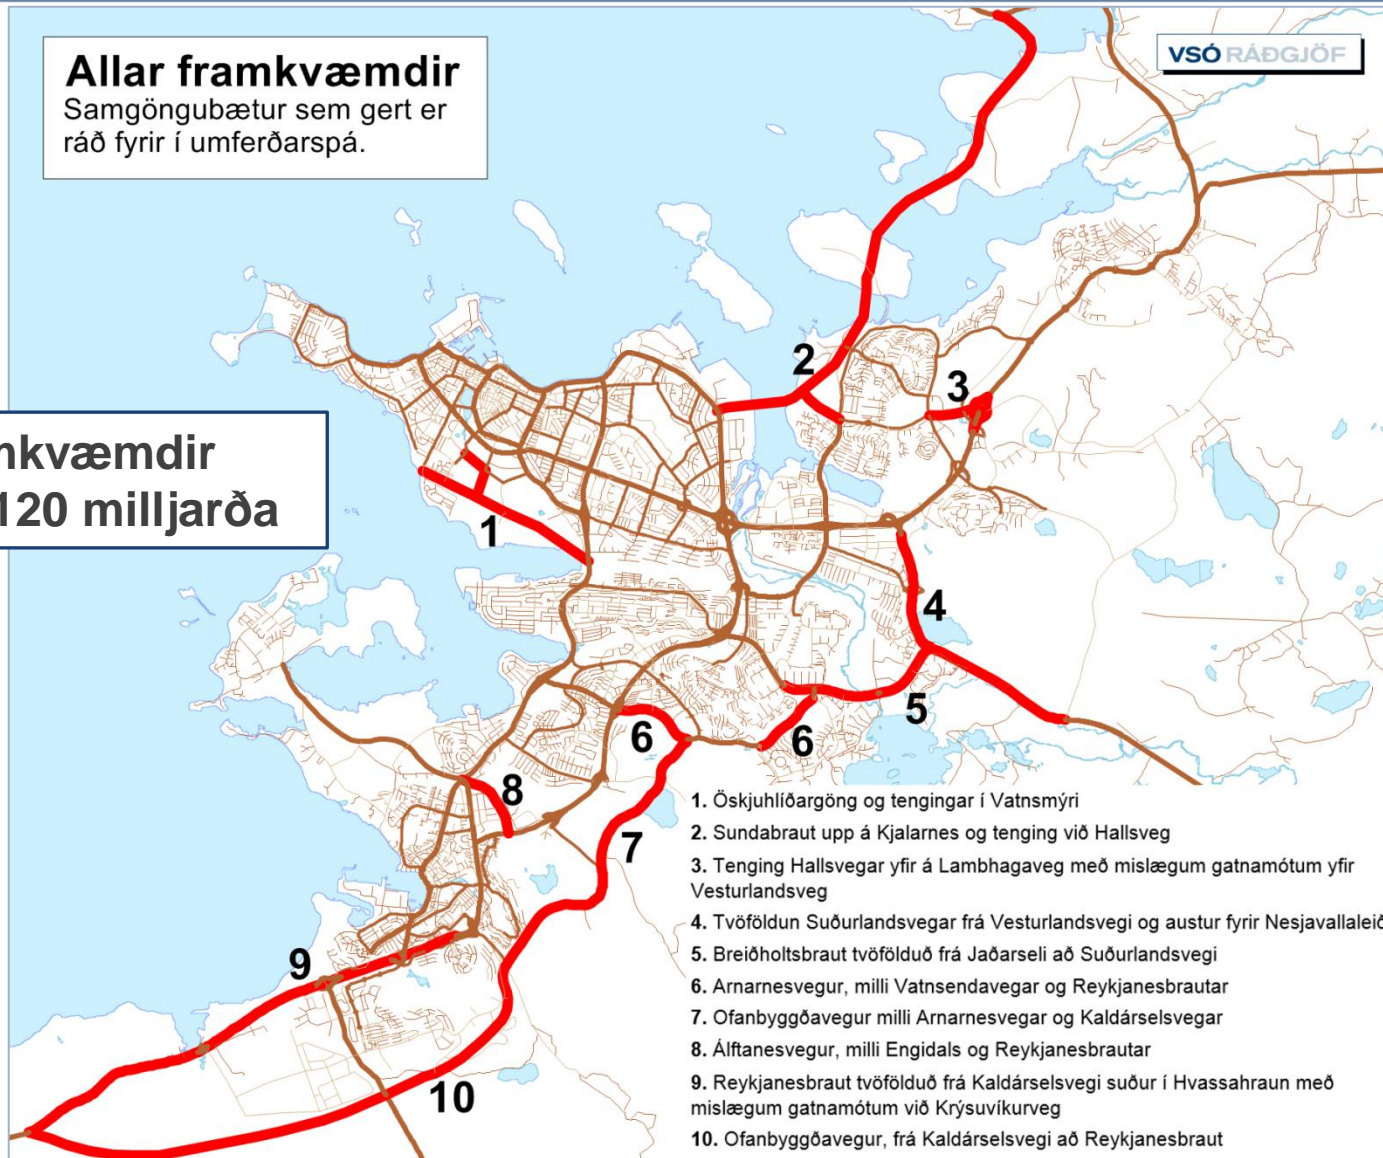 Allar framkvæmdir
Samgöngubætur sem gert er
ráð fyrir í umferðarspá.
VSÓ RÁÐGJÖF
mkvæmdir
120 milljarða
2
3
1
4
5
6
6
8
7
9
10
1. Öskjuhlíðargöng og tengingar í Vatnsmýri
2. Sundabraut upp á Kjalarnes og tenging við Hallsveg
3. Tenging Hallsvegar yfir á Lambhagaveg með mislægum gatnamótum yfir
Vesturlandsveg
4. Tvöföldun Suðurlandsvegar frá Vesturlandsvegi og austur fyrir Nesjavallaleið
5. Breiðholtsbraut tvöfölduð frá Jaðarseli að Suðurlandsvegi
6. Arnarnesvegur, milli Vatnsendavegar og Reykjanesbrautar
7. Ofanbyggðavegur milli Arnarnesvegar og Kaldárselsvegar
8. Álftanesvegur, milli Engidals og Reykjanesbrautar
9. Reykjanesbraut tvöfölduð frá Kaldárselsvegi suður í Hvassahraun með
mislægum gatnamótum við Krýsuvíkurveg
10. Ofanbyggðavegur, frá Kaldárselsvegi að Reykjanesbraut